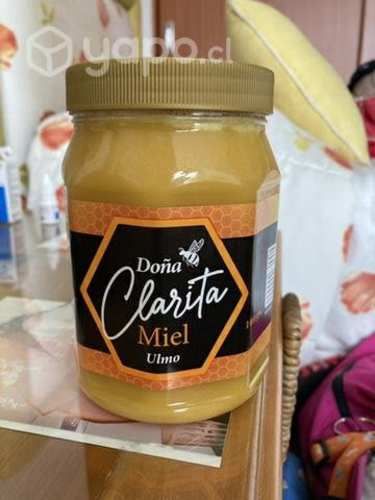 yapo.cl
Doña
Clarita
Miel
Ulmo